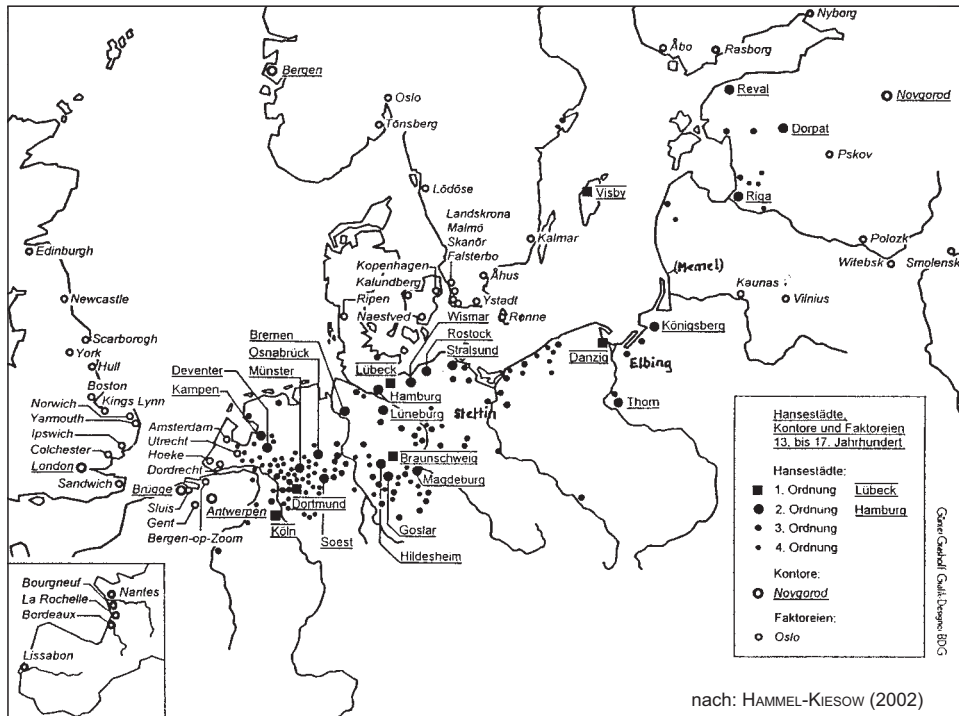 Nyborg
Åbo
Rasborg
Bergen
Reval
Novgorod
Oslo
Tönsberg
Dorpat
Pskov
Lödöse
Visby
Riga
Landskrona
Malmö
Skanör
Falsterbo
Kalmar
Polozk
Witebsk
Smolensk
Edinburgh
Kopenhagen
Kalundberg
Ripen
Naestved
Åhus
Ystadt
Rønne
(Memel)
Kaunas
Vilnius
Newcastle
Wismar
Rostock
Stralsund
Königsberg
Bremen
Osnabrück
Münster
Danzig
Elbing
Scarborogh
York
Hull
Deventer
Kampen
Lübeck
Hamburg
Lüneburg
Stettin
Thorn
Boston
Kings Lynn
Norwich
Yarmouth
Ipswich
Colchester
London
Sandwich
Amsterdam
Utrecht
Hoeke
Dordrecht
Braunschweig
Magdeburg
Brügge
Sluis
Gent
Bergen-op-Zoom
Antwerpen
Dortmund
Köln
Soest
Goslar
Hildesheim
Bourgneuf
Nantes
La Rochelle
Bordeaux
Lissabon
Hansestädte,
Kontore und Faktoreien
13. bis 17. Jahrhundert
Hansestädte:
1. Ordnung Lübeck
2. Ordnung Hamburg
3. Ordnung
4. Ordnung
Kontore:
Novgorod
Faktoreien:
Oslo
Grafik-Designer BDG
nach: HAMMEL-KIESOW (2002)